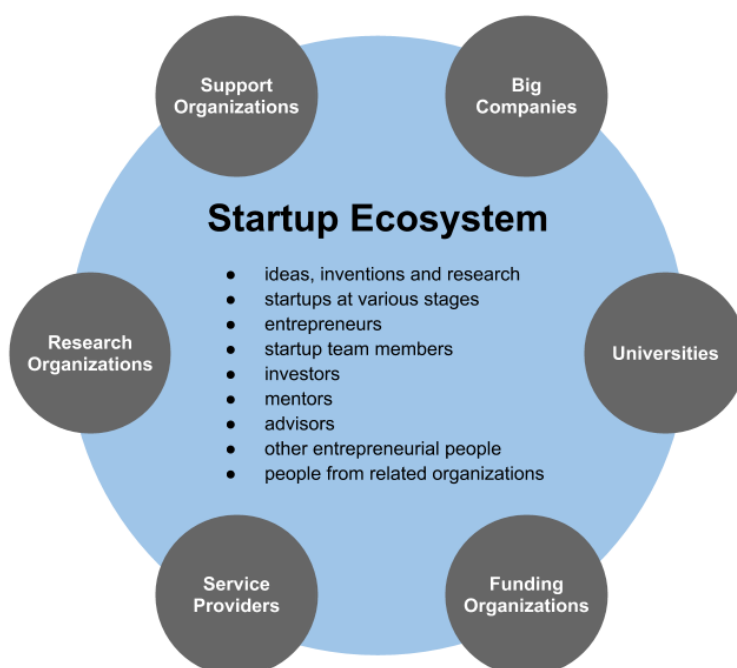 Support
Organizations
Big
Companies
Startup Ecosystem
● ideas, inventions and research
● startups at various stages
● entrepreneurs
● startup team members
● investors
● mentors
● advisors
● other entrepreneurial people
● people from related organizations
Research
Organizations
Universities
Service
Providers
Funding
Organizations